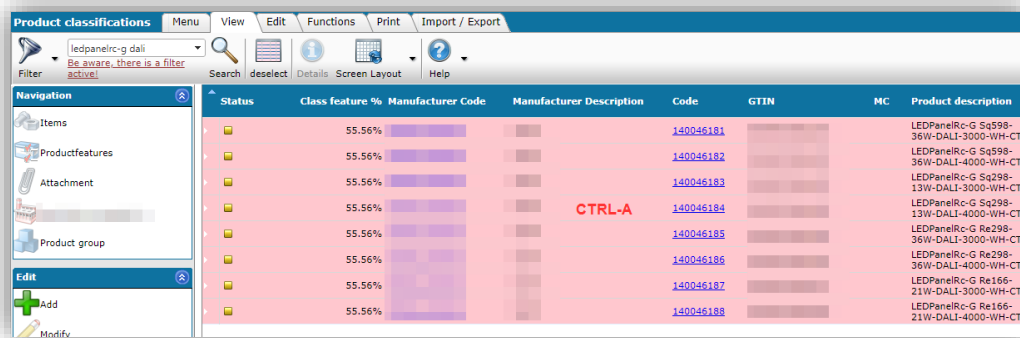 Product classifications Menu View Edit Functions Print Import / Export
ledpanelrc-g dali
Be aware, there is a filter
active!
Filter Search deselect Details Screen Layout Help
Navigation
Items
Productfeatures
Attachment
Product group
Edit
Add
Modify
Status Class feature % Manufacturer Code Manufacturer Description Code GTIN MC Product description
55.56% 140046181 LEDPanelRc-G Sq598-
36W-DALI-3000-WH-CT
55.56% 140046182 LEDPanelRc-G Sq598-
36W-DALI-4000-WH-CT
55.56% 140046183 LEDPanelRc-G Sq298-
13W-DALI-3000-WH-CT
55.56% CTRL-A 140046184 LEDPanelRc-G Sq298-
13W-DALI-4000-WH-CT
55.56% 140046185 LEDPanelRc-G Re298-
36W-DALI-3000-WH-CT
55.56% 140046186 LEDPanelRc-G Re298-
36W-DALI-4000-WH-CT
55.56% 140046187 LEDPanelRc-G Re166-
21W-DALI-3000-WH-CT
55.56% 140046188 LEDPanelRc-G Re166-
21W-DALI-4000-WH-CT